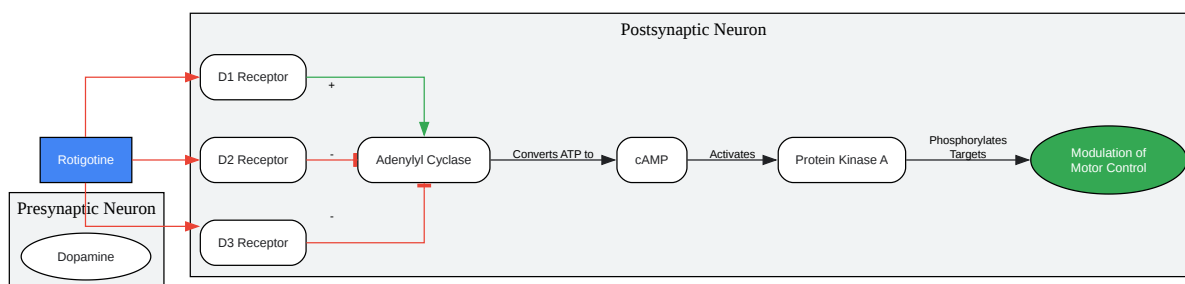 Postsynaptic Neuron
D1 Receptor
+
Rotigotine
D2 Receptor
-
Adenylyl Cyclase
Converts ATP to
cAMP
Activates
Protein Kinase A
Phosphorylates
Targets
Modulation of
Motor Control
Presynaptic Neuron
Dopamine
-
D3 Receptor